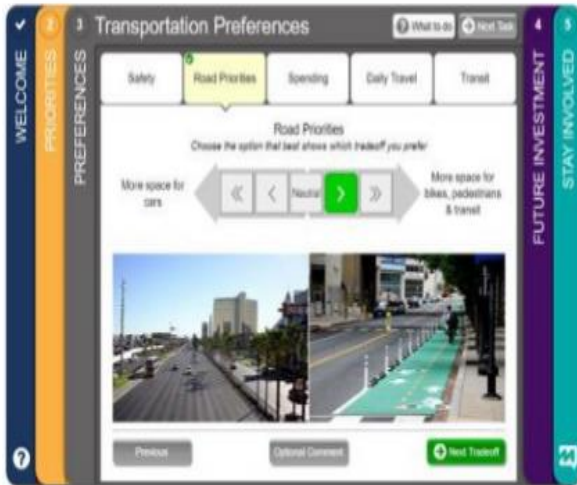 WELCOME
2
PRIORITIES
3
PREFERENCES
Transportation Preferences
? What to do
Next Task
Safety
Road Priorities
Spending
Daily Travel
Transit
Road Priorities
Choose the option that best shows which tradeoff you prefer
More space for
cars
«
<
Neutral
>
»
More space for
bikes, pedestrians
& transit
Previous
Optional Comment
Next Tradeoff
4
FUTURE INVESTMENT
5
STAY INVOLVED
?